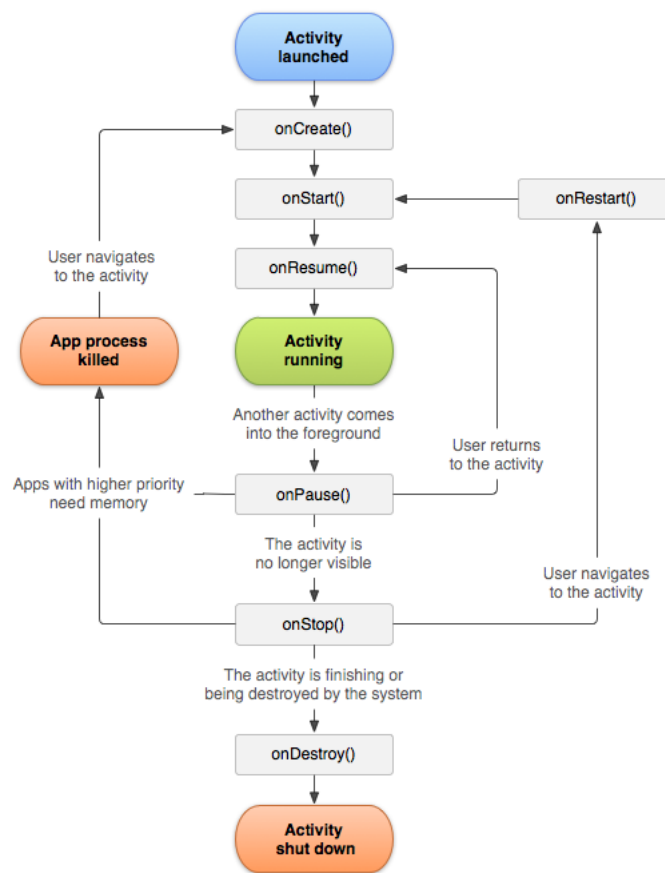 Activity
launched
onCreate()
onStart()
onRestart()
User navigates
to the activity
onResume()
App process
killed
Activity
running
Another activity comes
into the foreground
User returns
to the activity
Apps with higher priority
need memory
onPause()
The activity is
no longer visible
User navigates
to the activity
onStop()
The activity is finishing or
being destroyed by the system
onDestroy()
Activity
shut down